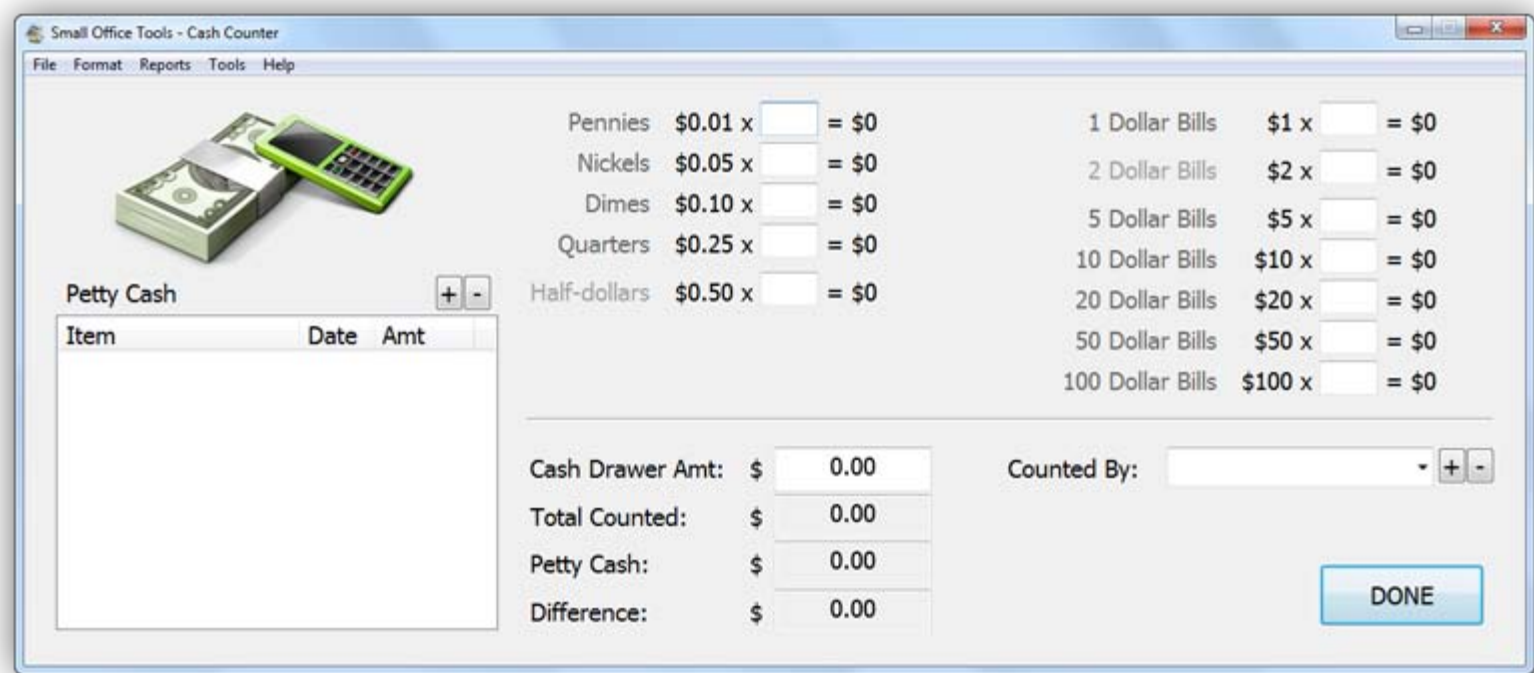 Small Office Tools - Cash Counter
File Format Reports Tools Help
Pennies $0.01 x = $0
Nickels $0.05 x = $0
Dimes $0.10 x = $0
Quarters $0.25 x = $0
Half-dollars $0.50 x = $0
1 Dollar Bills $1 x = $0
2 Dollar Bills $2 x = $0
5 Dollar Bills $5 x = $0
10 Dollar Bills $10 x = $0
20 Dollar Bills $20 x = $0
50 Dollar Bills $50 x = $0
100 Dollar Bills $100 x = $0
Petty Cash + -
Item Date Amt
Cash Drawer Amt: $ 0.00
Total Counted: $ 0.00
Petty Cash: $ 0.00
Difference: $ 0.00
Counted By: + -
DONE